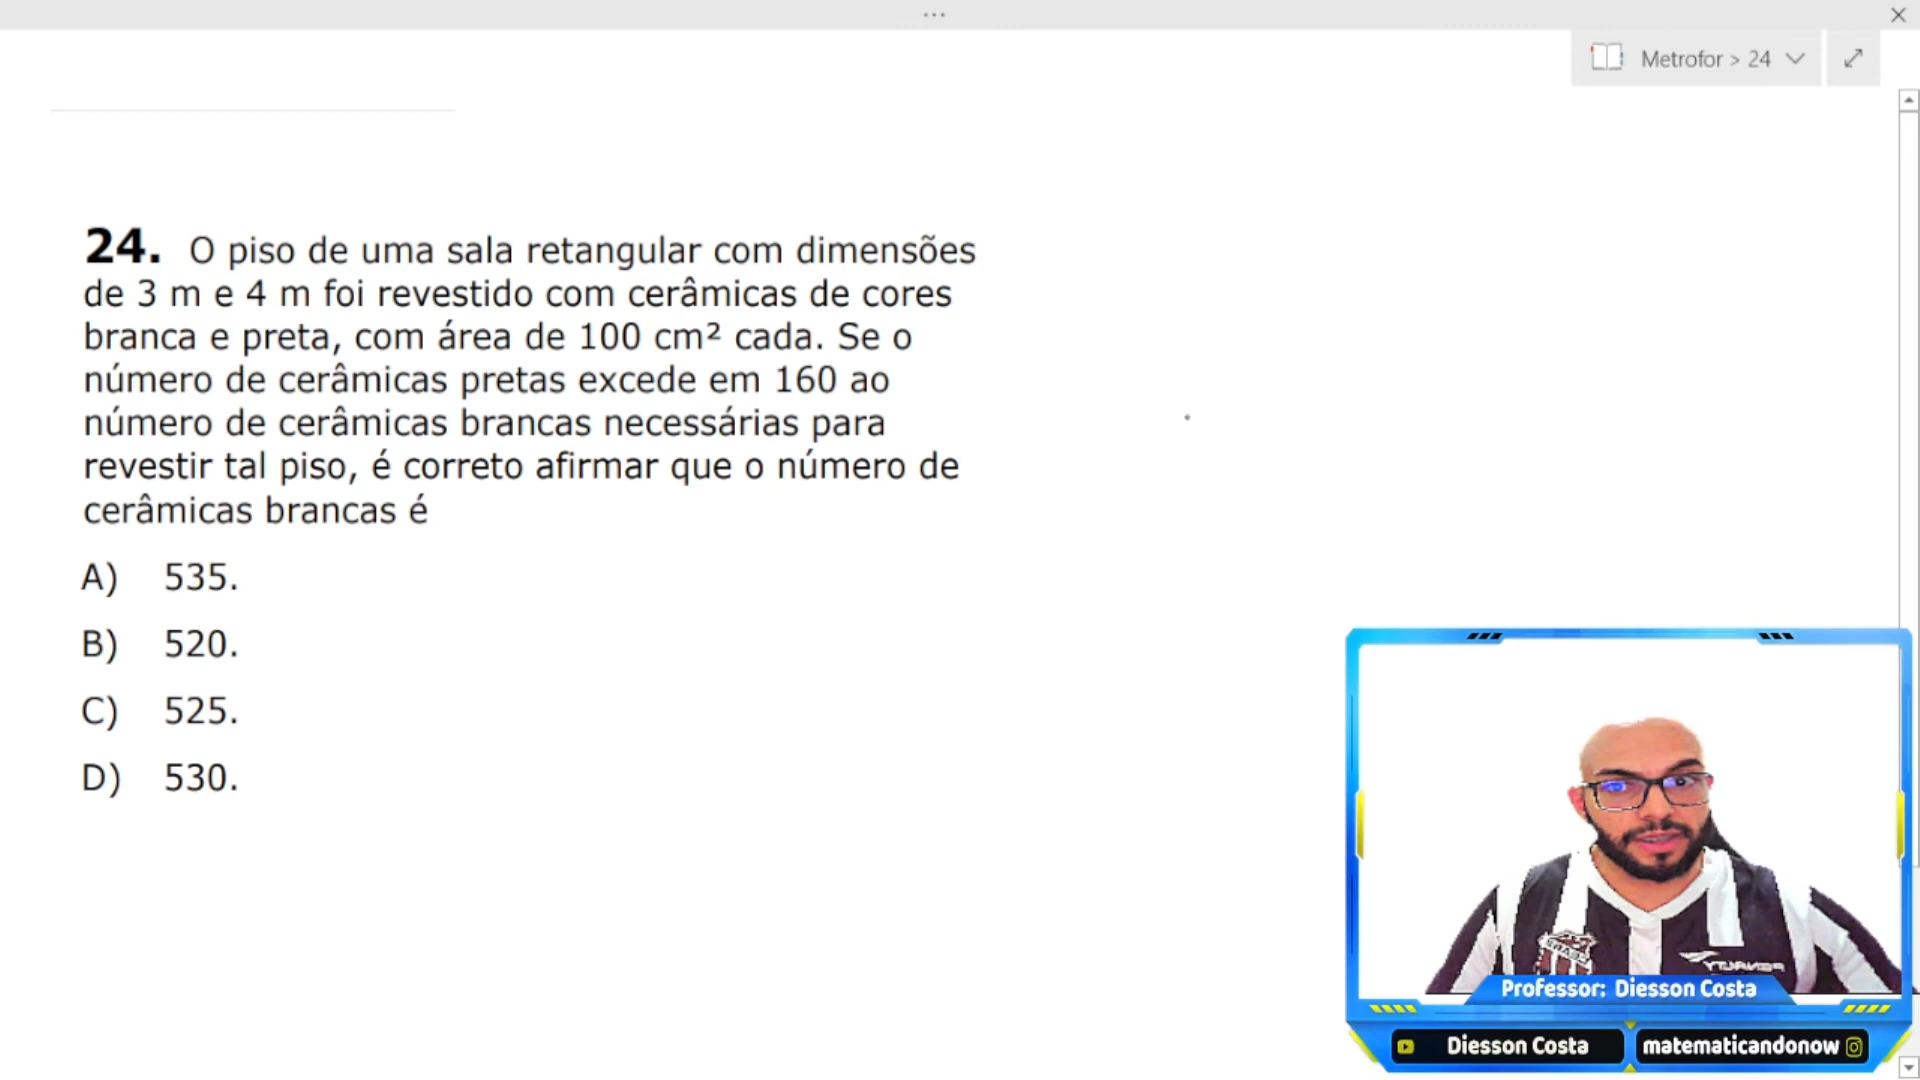 ...
Metrofor > 24
24. O piso de uma sala retangular com dimensões
de 3 m e 4 m foi revestido com cerâmicas de cores
branca e preta, com área de 100 cm² cada. Se o
número de cerâmicas pretas excede em 160 ao
número de cerâmicas brancas necessárias para
revestir tal piso, é correto afirmar que o número de
cerâmicas brancas é
A) 535.
B) 520.
C) 525.
D) 530.
Professor: Diesson Costa
Diesson Costa
matematicandonow